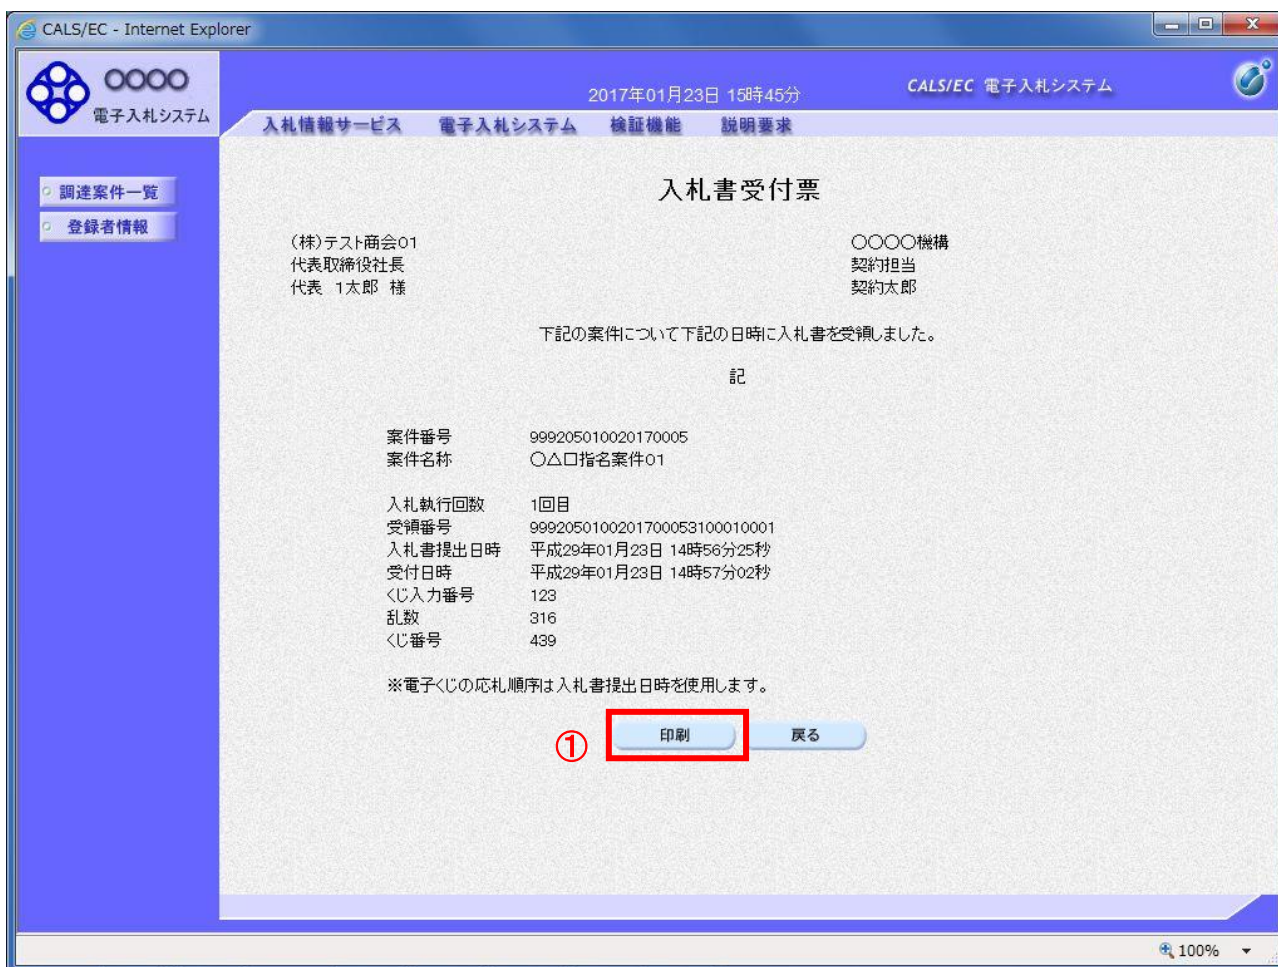 CALS/EC - Internet Explorer
〇〇〇〇
電子入札システム
2017年01月23日 15時45分
CALS/EC 電子入札システム
入札情報サービス 電子入札システム 検証機能 説明要求
調達案件一覧
登録者情報
入札書受付票
(株)テスト商会01
代表取締役社長
代表 1太郎 様
〇〇〇〇機構
契約担当
契約太郎
下記の案件について下記の日時に入札書を受領しました。
記
案件番号 999205010020170005
案件名称 〇△口指名案件01
入札執行回数 1回目
受領番号 9992050100201700053100010001
入札書提出日時 平成29年01月23日 14時56分25秒
受付日時 平成29年01月23日 14時57分02秒
くじ入力番号 123
乱数 316
くじ番号 439
※電子くじの応札順序は入札書提出日時を使用します。
① 印刷 戻る
100%